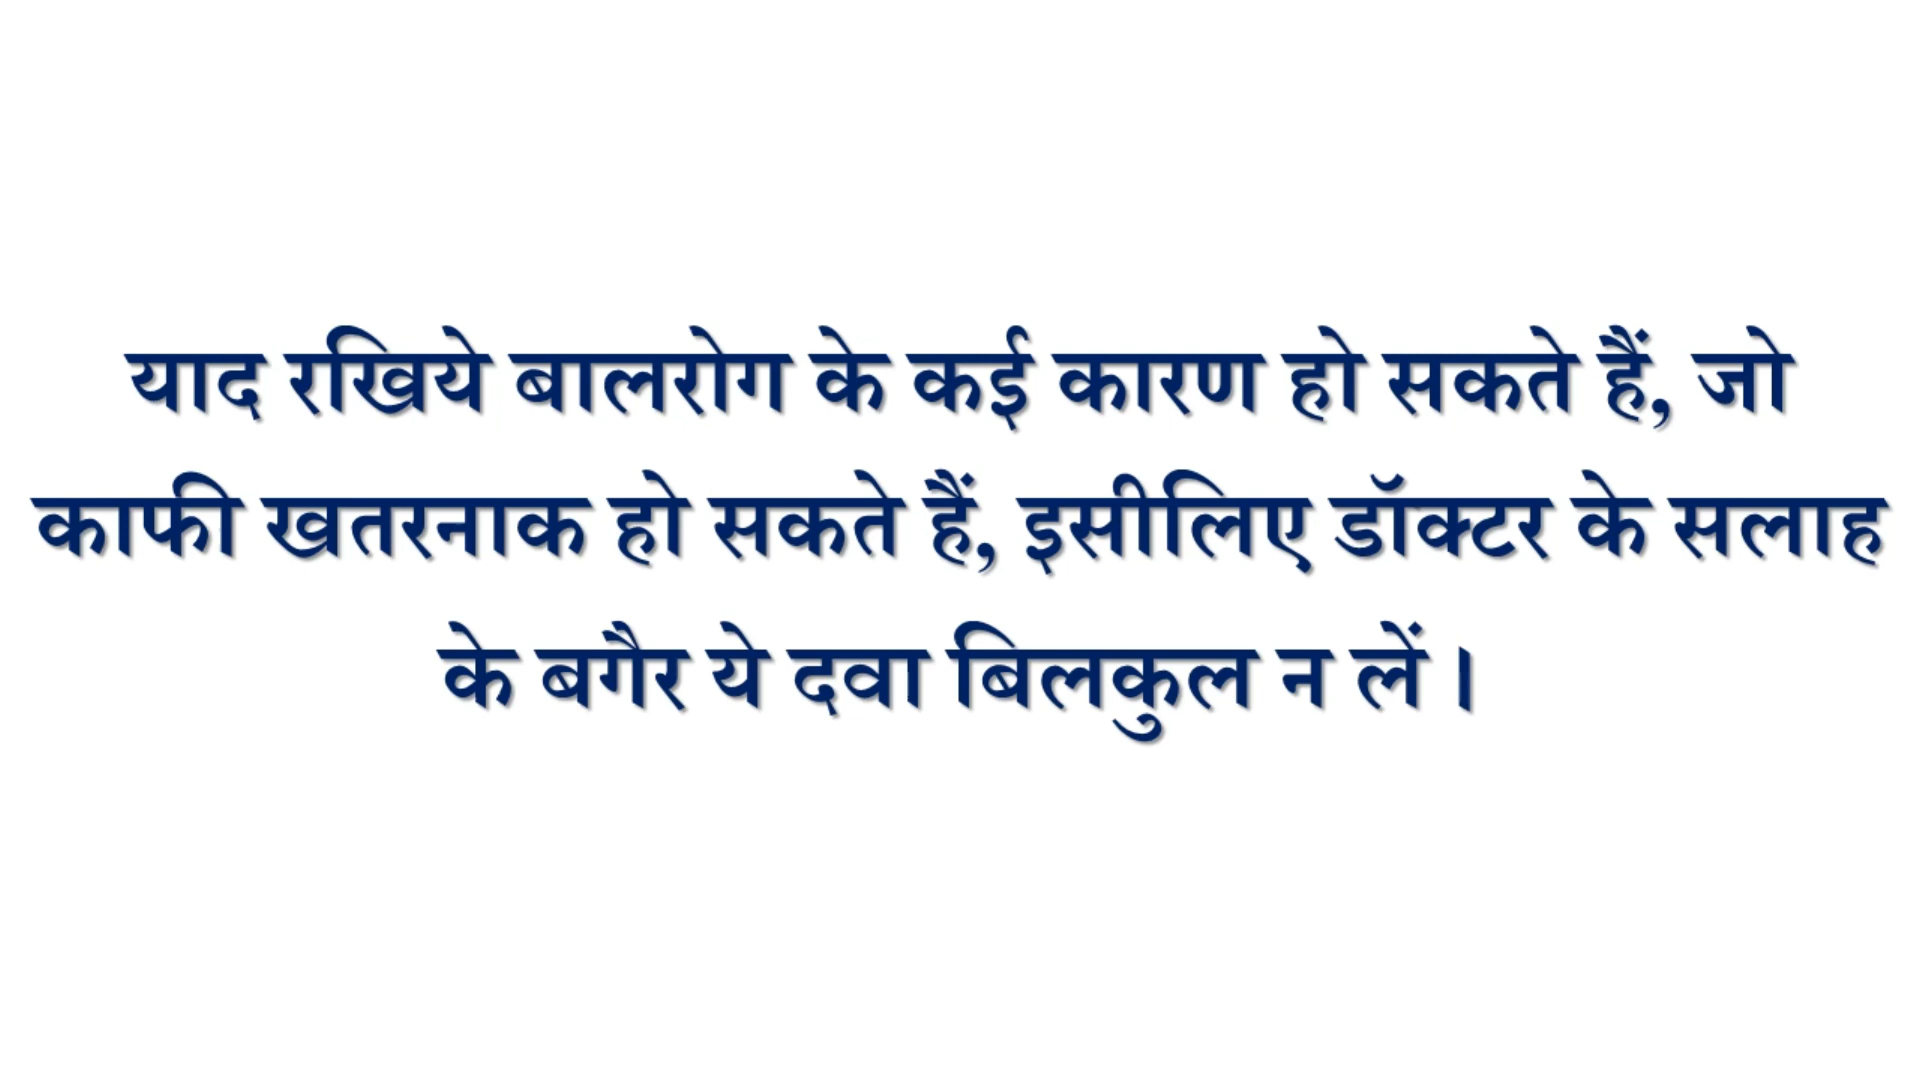 याद रखिये बालरोग के कई कारण हो सकते हैं, जो
काफी खतरनाक हो सकते हैं, इसीलिए डॉक्टर के सलाह
के बगैर ये दवा बिलकुल न लें।